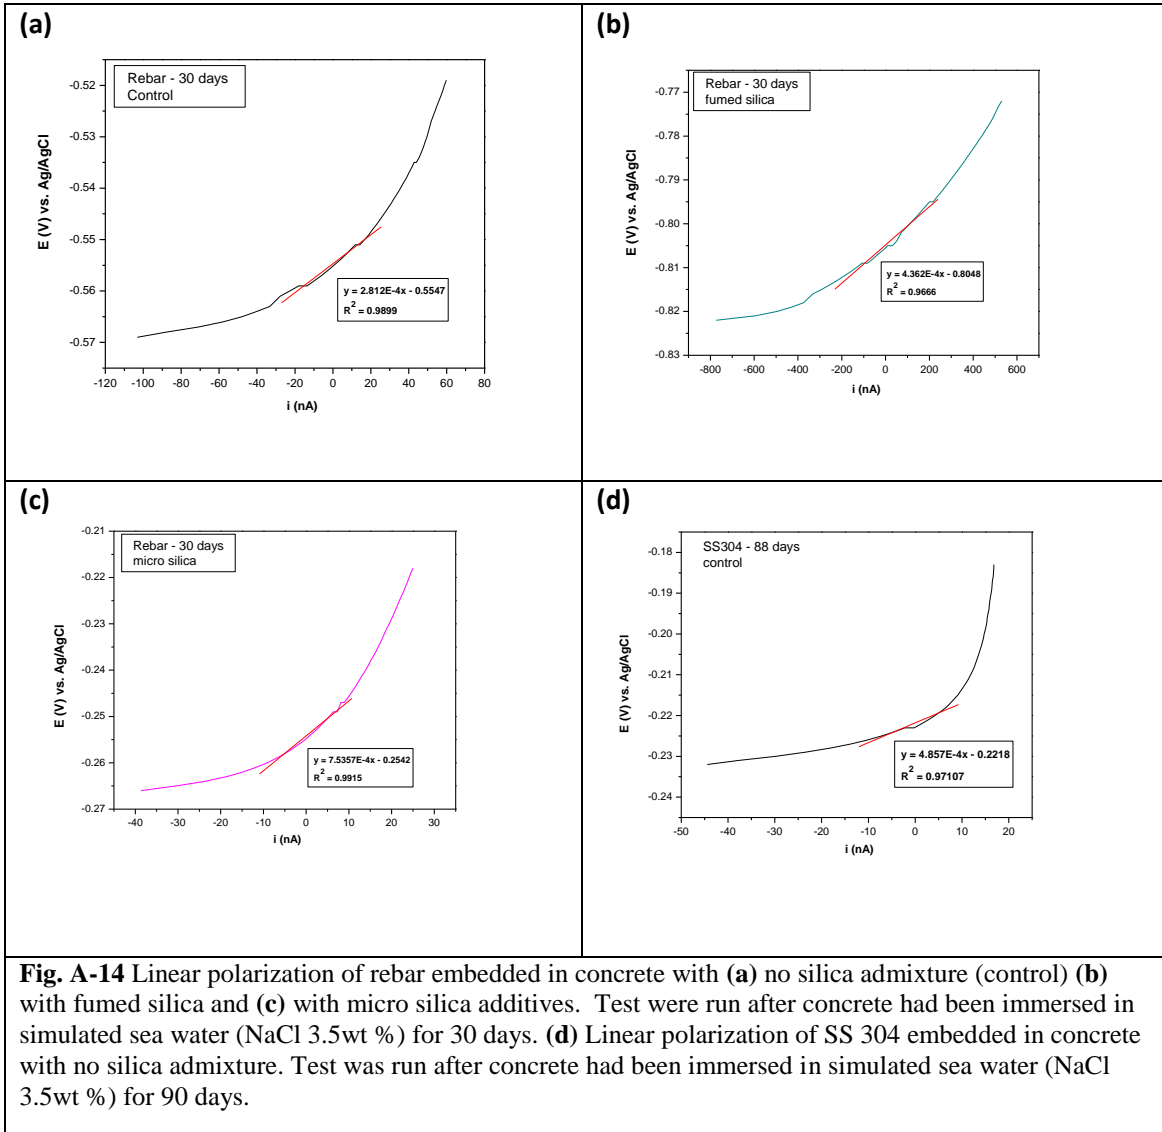 (a)
Rebar - 30 days
Control
-0.52
-0.53
-0.54
-0.55
-0.56
-0.57
E (V) vs. Ag/AgCl
y = 2.812E-4x - 0.5547
R2 = 0.9899
-120 -100 -80 -60 -40 -20 0 20 40 60 80
i (nA)
(b)
Rebar - 30 days
fumed silica
-0.77
-0.78
-0.79
-0.80
-0.81
-0.82
-0.83
E (V) vs. Ag/AgCl
y = 4.362E-4x - 0.8048
R2 = 0.9666
-800 -600 -400 -200 0 200 400 600
i (nA)
(c)
Rebar - 30 days
micro silica
-0.21
-0.22
-0.23
-0.24
-0.25
-0.26
-0.27
E (V) vs. Ag/AgCl
y = 7.5357E-4x - 0.2542
R2 = 0.9915
-40 -30 -20 -10 0 10 20 30
i (nA)
(d)
SS304 - 88 days
control
-0.18
-0.19
-0.20
-0.21
-0.22
-0.23
-0.24
E (V) vs. Ag/AgCl
y = 4.857E-4x - 0.2218
R2 = 0.97107
-50 -40 -30 -20 -10 0 10 20
i (nA)
Fig. A-14 Linear polarization of rebar embedded in concrete with (a) no silica admixture (control) (b)
with fumed silica and (c) with micro silica additives. Test were run after concrete had been immersed in
simulated sea water (NaCl 3.5wt %) for 30 days. (d) Linear polarization of SS 304 embedded in concrete
with no silica admixture. Test was run after concrete had been immersed in simulated sea water (NaCl
3.5wt %) for 90 days.